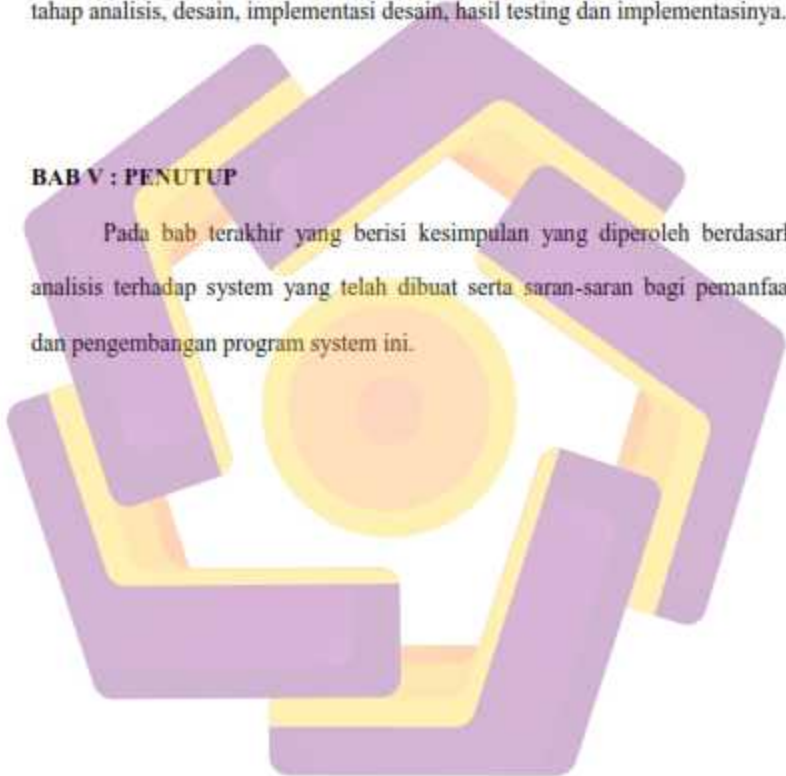 tahap analisis, desain, implementasi desain, hasil testing dan implementasinya.
BAB V : PENUTUP
Pada bab terakhir yang berisi kesimpulan yang diperoleh
analisis terhadap system yang telah dibuat serta saran-saran bagi
dan pengembangan program system ini.